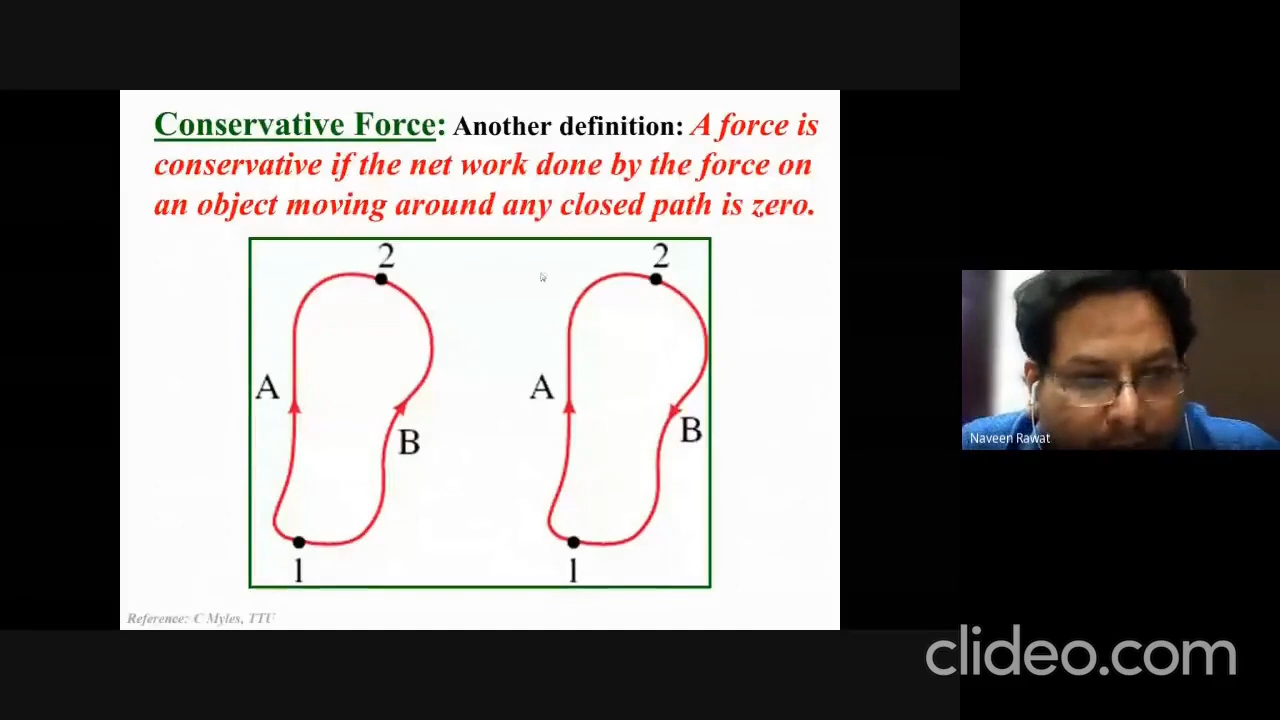 Conservative Force: Another definition: A force is
conservative if the net work done by the force on
an object moving around any closed path is zero.
2
2
A
A
B
B
1
1
Reference: C Myles, TTU
Naveen Rawat
clideo.com